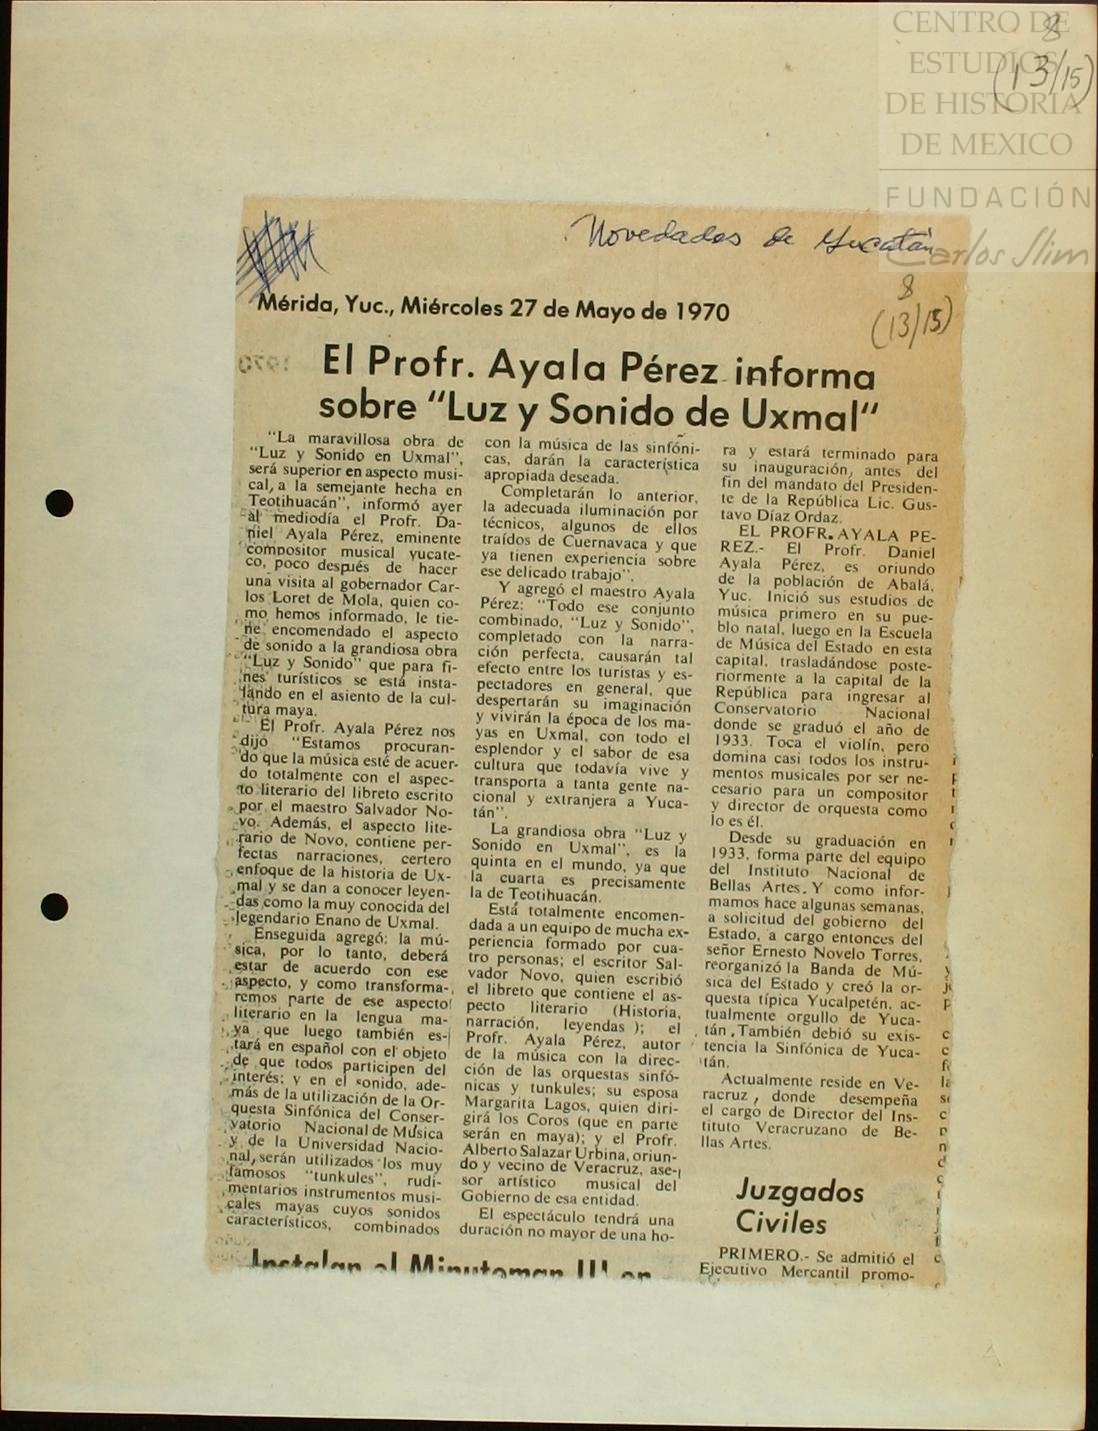 CENTRO DE
ESTUDIOS
DE HISTORIA
DE MEXICO
FUNDACIÓN
Carlos Slim
8
(13/15)
Novedades de Yucatán
8
(13/15)
Mérida, Yuc., Miércoles 27 de Mayo de 1970
El Profr. Ayala Pérez informa
sobre "Luz y Sonido de Uxmal"
"La maravillosa obra de
"Luz y Sonido en Uxmal",
será superior en aspecto musi-
cal, a la semejante hecha en
Teotihuacán", informó ayer
al mediodía el Profr. Da-
niel Ayala Pérez, eminente
compositor musical yucate-
co, poco después de hacer
una visita al gobernador Car-
los Loret de Mola, quien co-
mo hemos informado, le tie-
ne encomendado el aspecto
de sonido a la grandiosa obra
"Luz y Sonido" que para fi-
nes turísticos se está insta-
lando en el asiento de la cul-
tura maya.
El Profr. Ayala Pérez nos
dijo "Estamos procuran-
do que la música esté de acuer-
do totalmente con el aspec-
to literario del libreto escrito
por el maestro Salvador No-
vo. Además, el aspecto lite-
rario de Novo, contiene per-
fectas narraciones, certero
enfoque de la historia de Ux-
mal y se dan a conocer leyen-
das como la muy conocida del
legendario Enano de Uxmal.
Enseguida agregó: la mú-
sica, por lo tanto, deberá
estar de acuerdo con ese
aspecto, y como transforma-
remos parte de ese aspecto
literario en la lengua ma-
ya que luego también es-
tará en español con el objeto
de que todos participen del
interés; y en el sonido, ade-
más de la utilización de la Or-
questa Sinfónica del Conser-
vatorio Nacional de Música
y de la Universidad Nacio-
nal, serán utilizados los muy
famosos "tunkules", rudi-
mentarios instrumentos musi-
cales mayas cuyos sonidos
característicos, combinados
con la música de las sinfóni-
cas, darán la característica
apropiada deseada.
Completarán lo anterior,
la adecuada iluminación por
técnicos, algunos de ellos
traídos de Cuernavaca y que
ya tienen experiencia sobre
ese delicado trabajo".
Y agregó el maestro Ayala
Pérez: "Todo ese conjunto
combinado, "Luz y Sonido",
completado con la narra-
ción perfecta, causarán tal
efecto entre los turistas y es-
pectadores en general, que
despertarán su imaginación
y vivirán la época de los ma-
yas en Uxmal, con todo el
esplendor y el sabor de esa
cultura que todavía vive y
transporta a tanta gente na-
cional y extranjera a Yuca-
tán".
La grandiosa obra "Luz y
Sonido en Uxmal", es la
quinta en el mundo, ya que
la cuarta es precisamente
la de Teotihuacán.
Está totalmente encomen-
dada a un equipo de mucha ex-
periencia formado por cua-
tro personas; el escritor Sal-
vador Novo, quien escribió
el libreto que contiene el as-
pecto literario (Historia,
narración, leyendas ); el
Profr. Ayala Pérez, autor
de la música con la direc-
ción de las orquestas sinfó-
nicas y tunkules; su esposa
Margarita Lagos, quien diri-
girá los Coros (que en parte
serán en maya); y el Profr.
Alberto Salazar Urbina, oriun-
do y vecino de Veracruz, ase-
sor artístico musical del
Gobierno de esa entidad.
El espectáculo tendrá una
duración no mayor de una ho-
ra y estará terminado para
su inauguración, antes del
fin del mandato del Presiden-
te de la República Lic. Gus-
tavo Díaz Ordaz.
EL PROFR. AYALA PE-
REZ.- El Profr. Daniel
Ayala Pérez, es oriundo
de la población de Abalá,
Yuc. Inició sus estudios de
música primero en su pue-
blo natal, luego en la Escuela
de Música del Estado en esta
capital, trasladándose poste-
riormente a la capital de la
República para ingresar al
Conservatorio Nacional
donde se graduó el año de
1933. Toca el violín, pero
domina casi todos los instru-
mentos musicales por ser ne-
cesario para un compositor
y director de orquesta como
lo es él.
Desde su graduación en
1933, forma parte del equipo
del Instituto Nacional de
Bellas Artes. Y como infor-
mamos hace algunas semanas,
a solicitud del gobierno del
Estado, a cargo entonces del
señor Ernesto Novelo Torres,
reorganizó la Banda de Mú-
sica del Estado y creó la or-
questa típica Yucalpetén, ac-
tualmente orgullo de Yuca-
tán. También debió su exis-
tencia la Sinfónica de Yuca-
tán.
Actualmente reside en Ve-
racruz, donde desempeña
el cargo de Director del Ins-
tituto Veracruzano de Be-
llas Artes.
Juzgados
Civiles
PRIMERO.- Se admitió el
Ejecutivo Mercantil promo-
Instalan el Minuteman III en